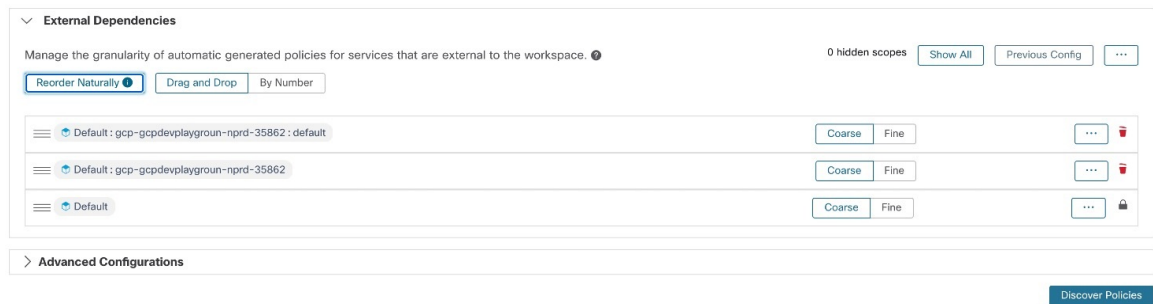 External Dependencies
Manage the granularity of automatic generated policies for services that are external to the workspace.
0 hidden scopes Show All Previous Config ...
Reorder Naturally Drag and Drop By Number
Default : gcp-gcpdevplaygroun-nprd-35862 : default Coarse Fine ...
Default : gcp-gcpdevplaygroun-nprd-35862 Coarse Fine ...
Default Coarse Fine ...
Advanced Configurations
Discover Policies